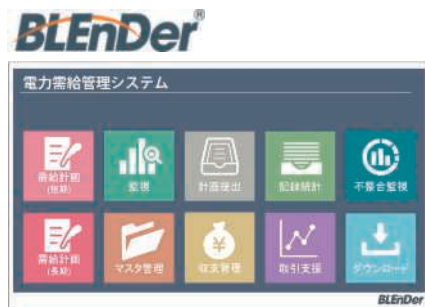 BLEnDer®
電力需給管理システム
需給計画
(短期)
監視
計画提出
記録統計
不整合監視
需給計画
(長期)
マスタ管理
収支管理
取引支援
ダウンロード
BLEnDer